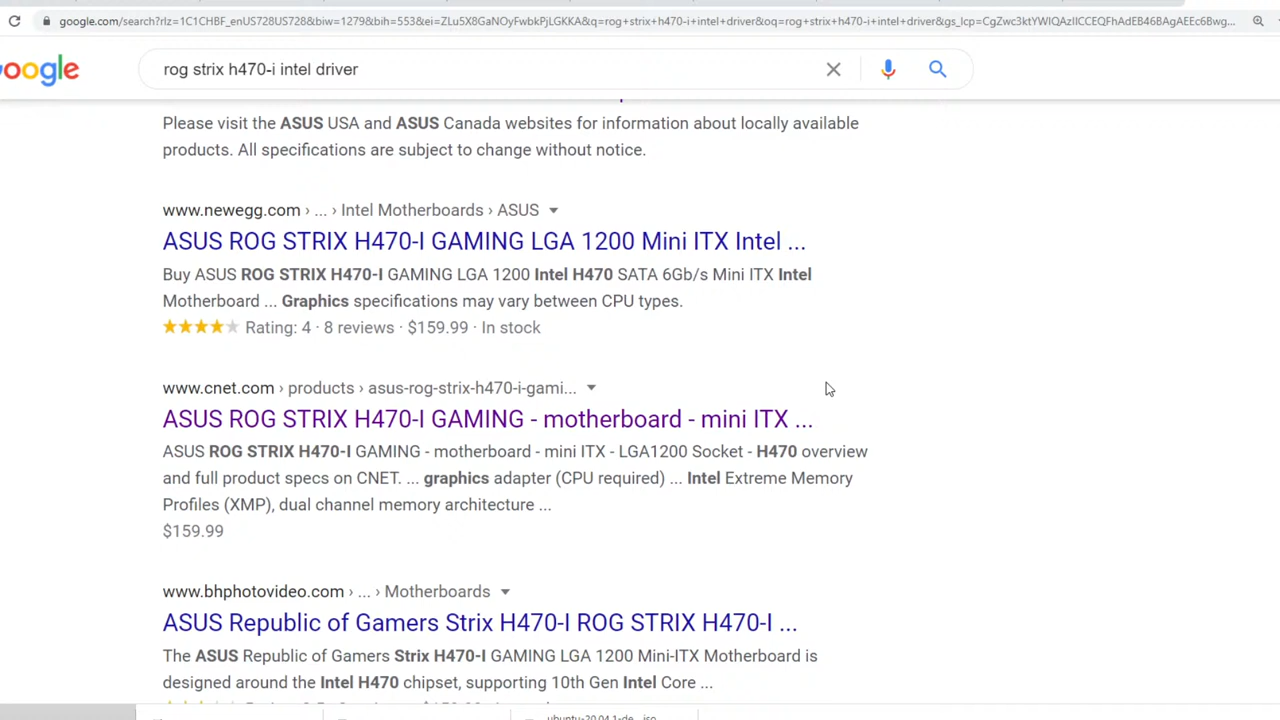 google.com/search?rlz=1C1CHBF_enUS728US728&biw=1279&bih=553&ei=ZLu5X8GaNOyFwbkPjLGKKA&q=rog+strix+h470-i+intel+driver&oq=rog+strix+h470-i+intel+driver&gs_lcp=CgZwc3ktYWIQAzIICCEQFhAdEB46BAgAEEc6Bwg...
oogle
rog strix h470-i intel driver
Please visit the ASUS USA and ASUS Canada websites for information about locally available
products. All specifications are subject to change without notice.
www.newegg.com › ... › Intel Motherboards › ASUS
ASUS ROG STRIX H470-I GAMING LGA 1200 Mini ITX Intel ...
Buy ASUS ROG STRIX H470-I GAMING LGA 1200 Intel H470 SATA 6Gb/s Mini ITX Intel
Motherboard ... Graphics specifications may vary between CPU types.
Rating: 4 · 8 reviews · $159.99 · In stock
www.cnet.com › products › asus-rog-strix-h470-i-gami...
ASUS ROG STRIX H470-I GAMING - motherboard - mini ITX ...
ASUS ROG STRIX H470-I GAMING - motherboard - mini ITX - LGA1200 Socket - H470 overview
and full product specs on CNET. ... graphics adapter (CPU required) ... Intel Extreme Memory
Profiles (XMP), dual channel memory architecture ...
$159.99
www.bhphotovideo.com › ... › Motherboards
ASUS Republic of Gamers Strix H470-I ROG STRIX H470-I ...
The ASUS Republic of Gamers Strix H470-I GAMING LGA 1200 Mini-ITX Motherboard is
designed around the Intel H470 chipset, supporting 10th Gen Intel Core ...
ubuntu-20.04.1-de...iso